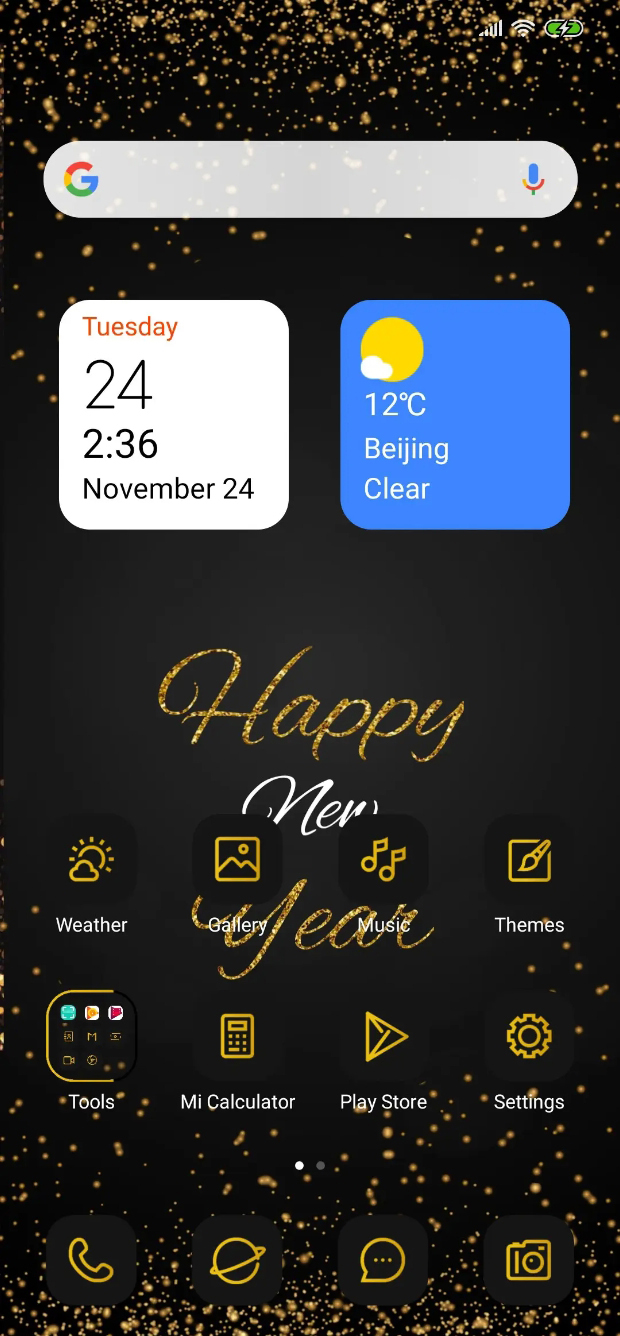 Tuesday
24
2:36
November 24
12℃
Beijing
Clear
Happy
New
Year
Weather
Gallery
Music
Themes
Tools
Mi Calculator
Play Store
Settings